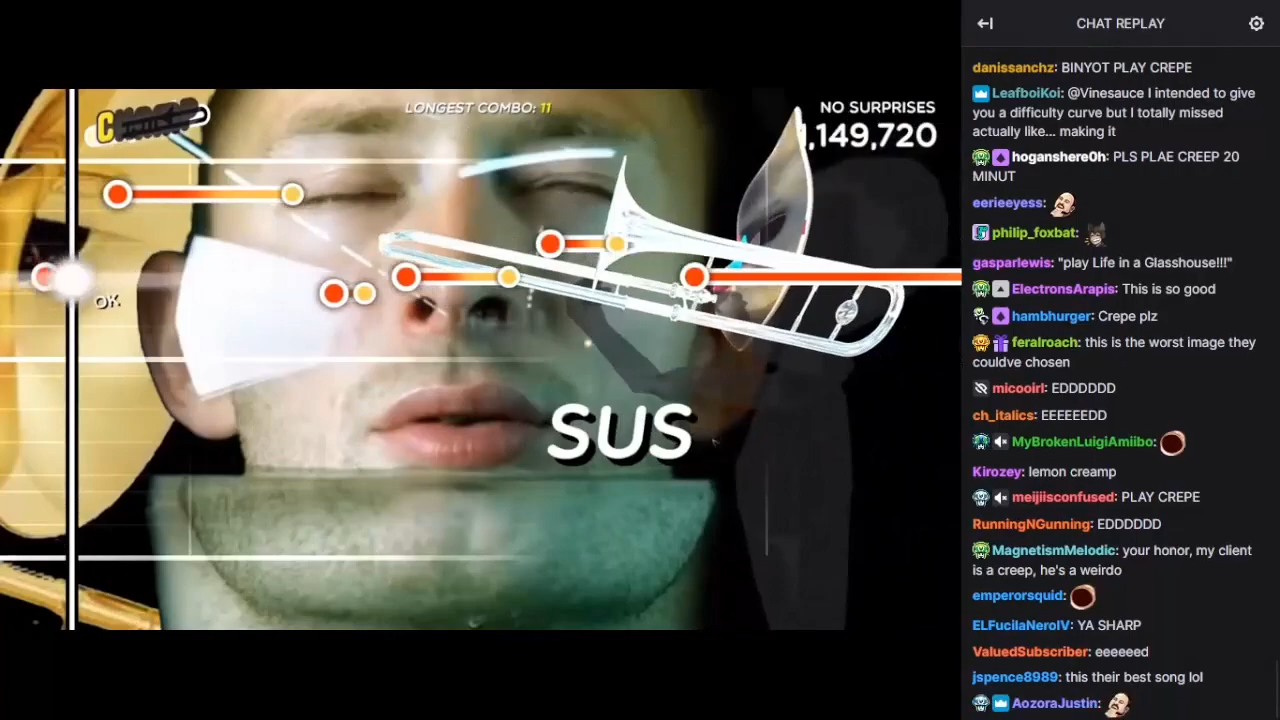 LONGEST COMBO: 11
NO SURPRISES
1,149,720
OK
SUS
CHAT REPLAY
danissanchz: BINYOT PLAY CREPE
LeafboiKoi: @Vinesauce I intended to give
you a difficulty curve but I totally missed
actually like... making it
hoganshere0h: PLS PLAE CREEP 20
MINUT
eerieeyess:
philip_foxbat:
gasparlewis: "play Life in a Glasshouse!!!"
ElectronsArapis: This is so good
hambhurger: Crepe plz
feralroach: this is the worst image they
couldve chosen
micooirl: EDDDDDD
ch_italics: EEEEEEDD
MyBrokenLuigiAmiibo:
Kirozey: lemon creamp
meijiisconfused: PLAY CREPE
RunningNGunning: EDDDDDD
MagnetismMelodic: your honor, my client
is a creep, he's a weirdo
emperorsquid:
ELFucilaNeroIV: YA SHARP
ValuedSubscriber: eeeeeed
jspence8989: this their best song lol
AozoraJustin: